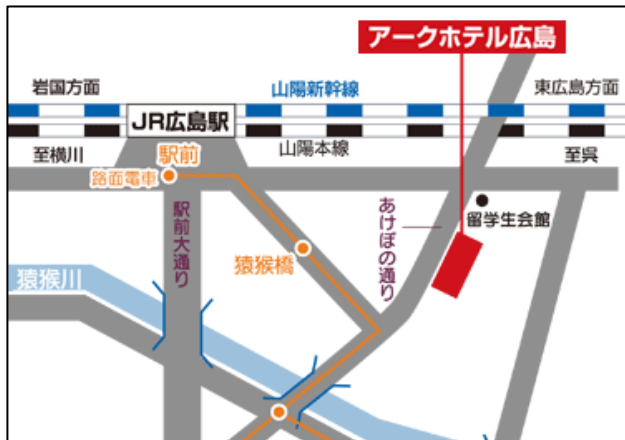 アークホテル広島
岩国方面
山陽新幹線
東広島方面
JR広島駅
至横川
駅前
山陽本線
至呉
路面電車
駅前大通り
あけぼの通り
留学生会館
猿猴橋
猿猴川